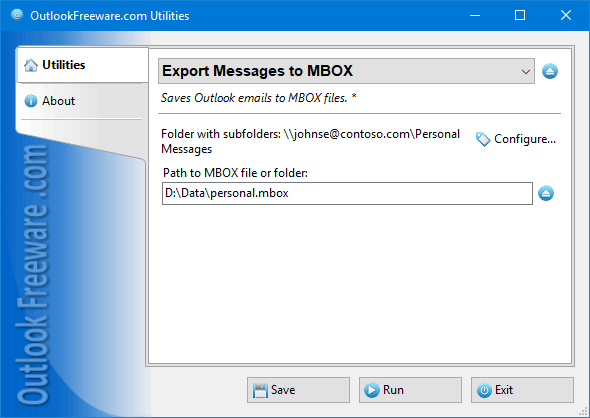 OutlookFreeware.com Utilities
Utilities
About
Export Messages to MBOX
Saves Outlook emails to MBOX files. *
Folder with subfolders: \\johnse@contoso.com\Personal
Messages
Configure...
Path to MBOX file or folder:
D:\Data\personal.mbox
Outlook Freeware .com
Save
Run
Exit